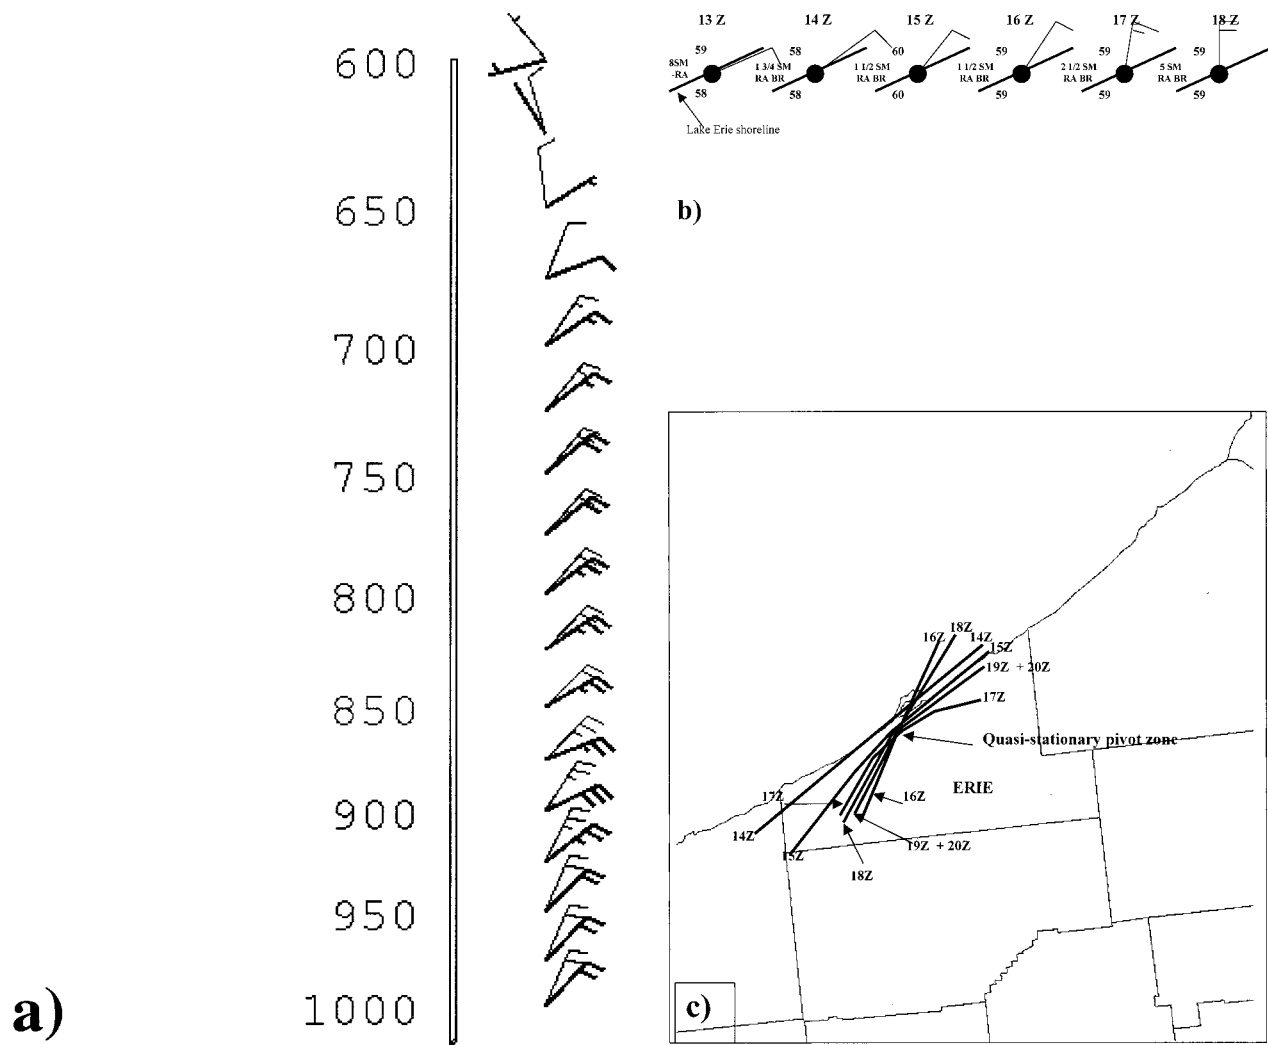 600
650
700
750
800
850
900
950
1000
a)
13 Z 14 Z 15 Z 16 Z 17 Z 18 Z
59 58 60 59 59 59
8SM 1 3/4 SM 1 1/2 SM 1 1/2 SM 2 1/2 SM 5 SM
-RA RA BR RA BR RA BR RA BR RA BR
58 58 60 59 59 59
Lake Erie shoreline
b)
16Z 18Z 14Z
15Z
19Z + 20Z
17Z
Quasi-stationary pivot zone
ERIE
17Z 16Z
14Z
15Z 19Z + 20Z
18Z
c)